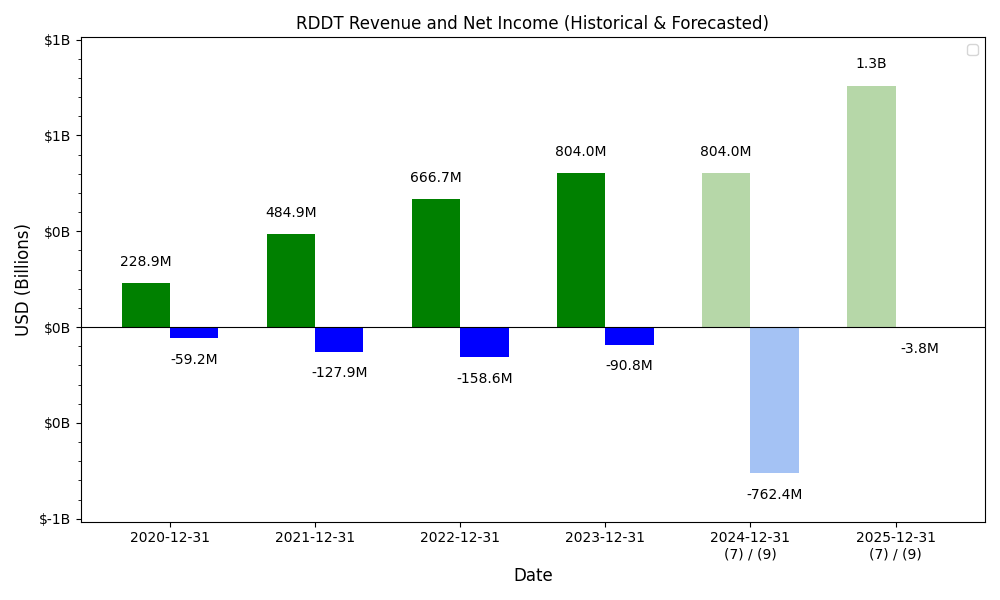 RDDT Revenue and Net Income (Historical & Forecasted)
$1B
1.3B
$1B
804.0M
804.0M
666.7M
484.9M
$0B
228.9M
USD (Billions)
$0B
-3.8M
-59.2M
-90.8M
-127.9M
-158.6M
$0B
-762.4M
$-1B
2020-12-31
2021-12-31
2022-12-31
2023-12-31
2024-12-31
(7) / (9)
2025-12-31
(7) / (9)
Date